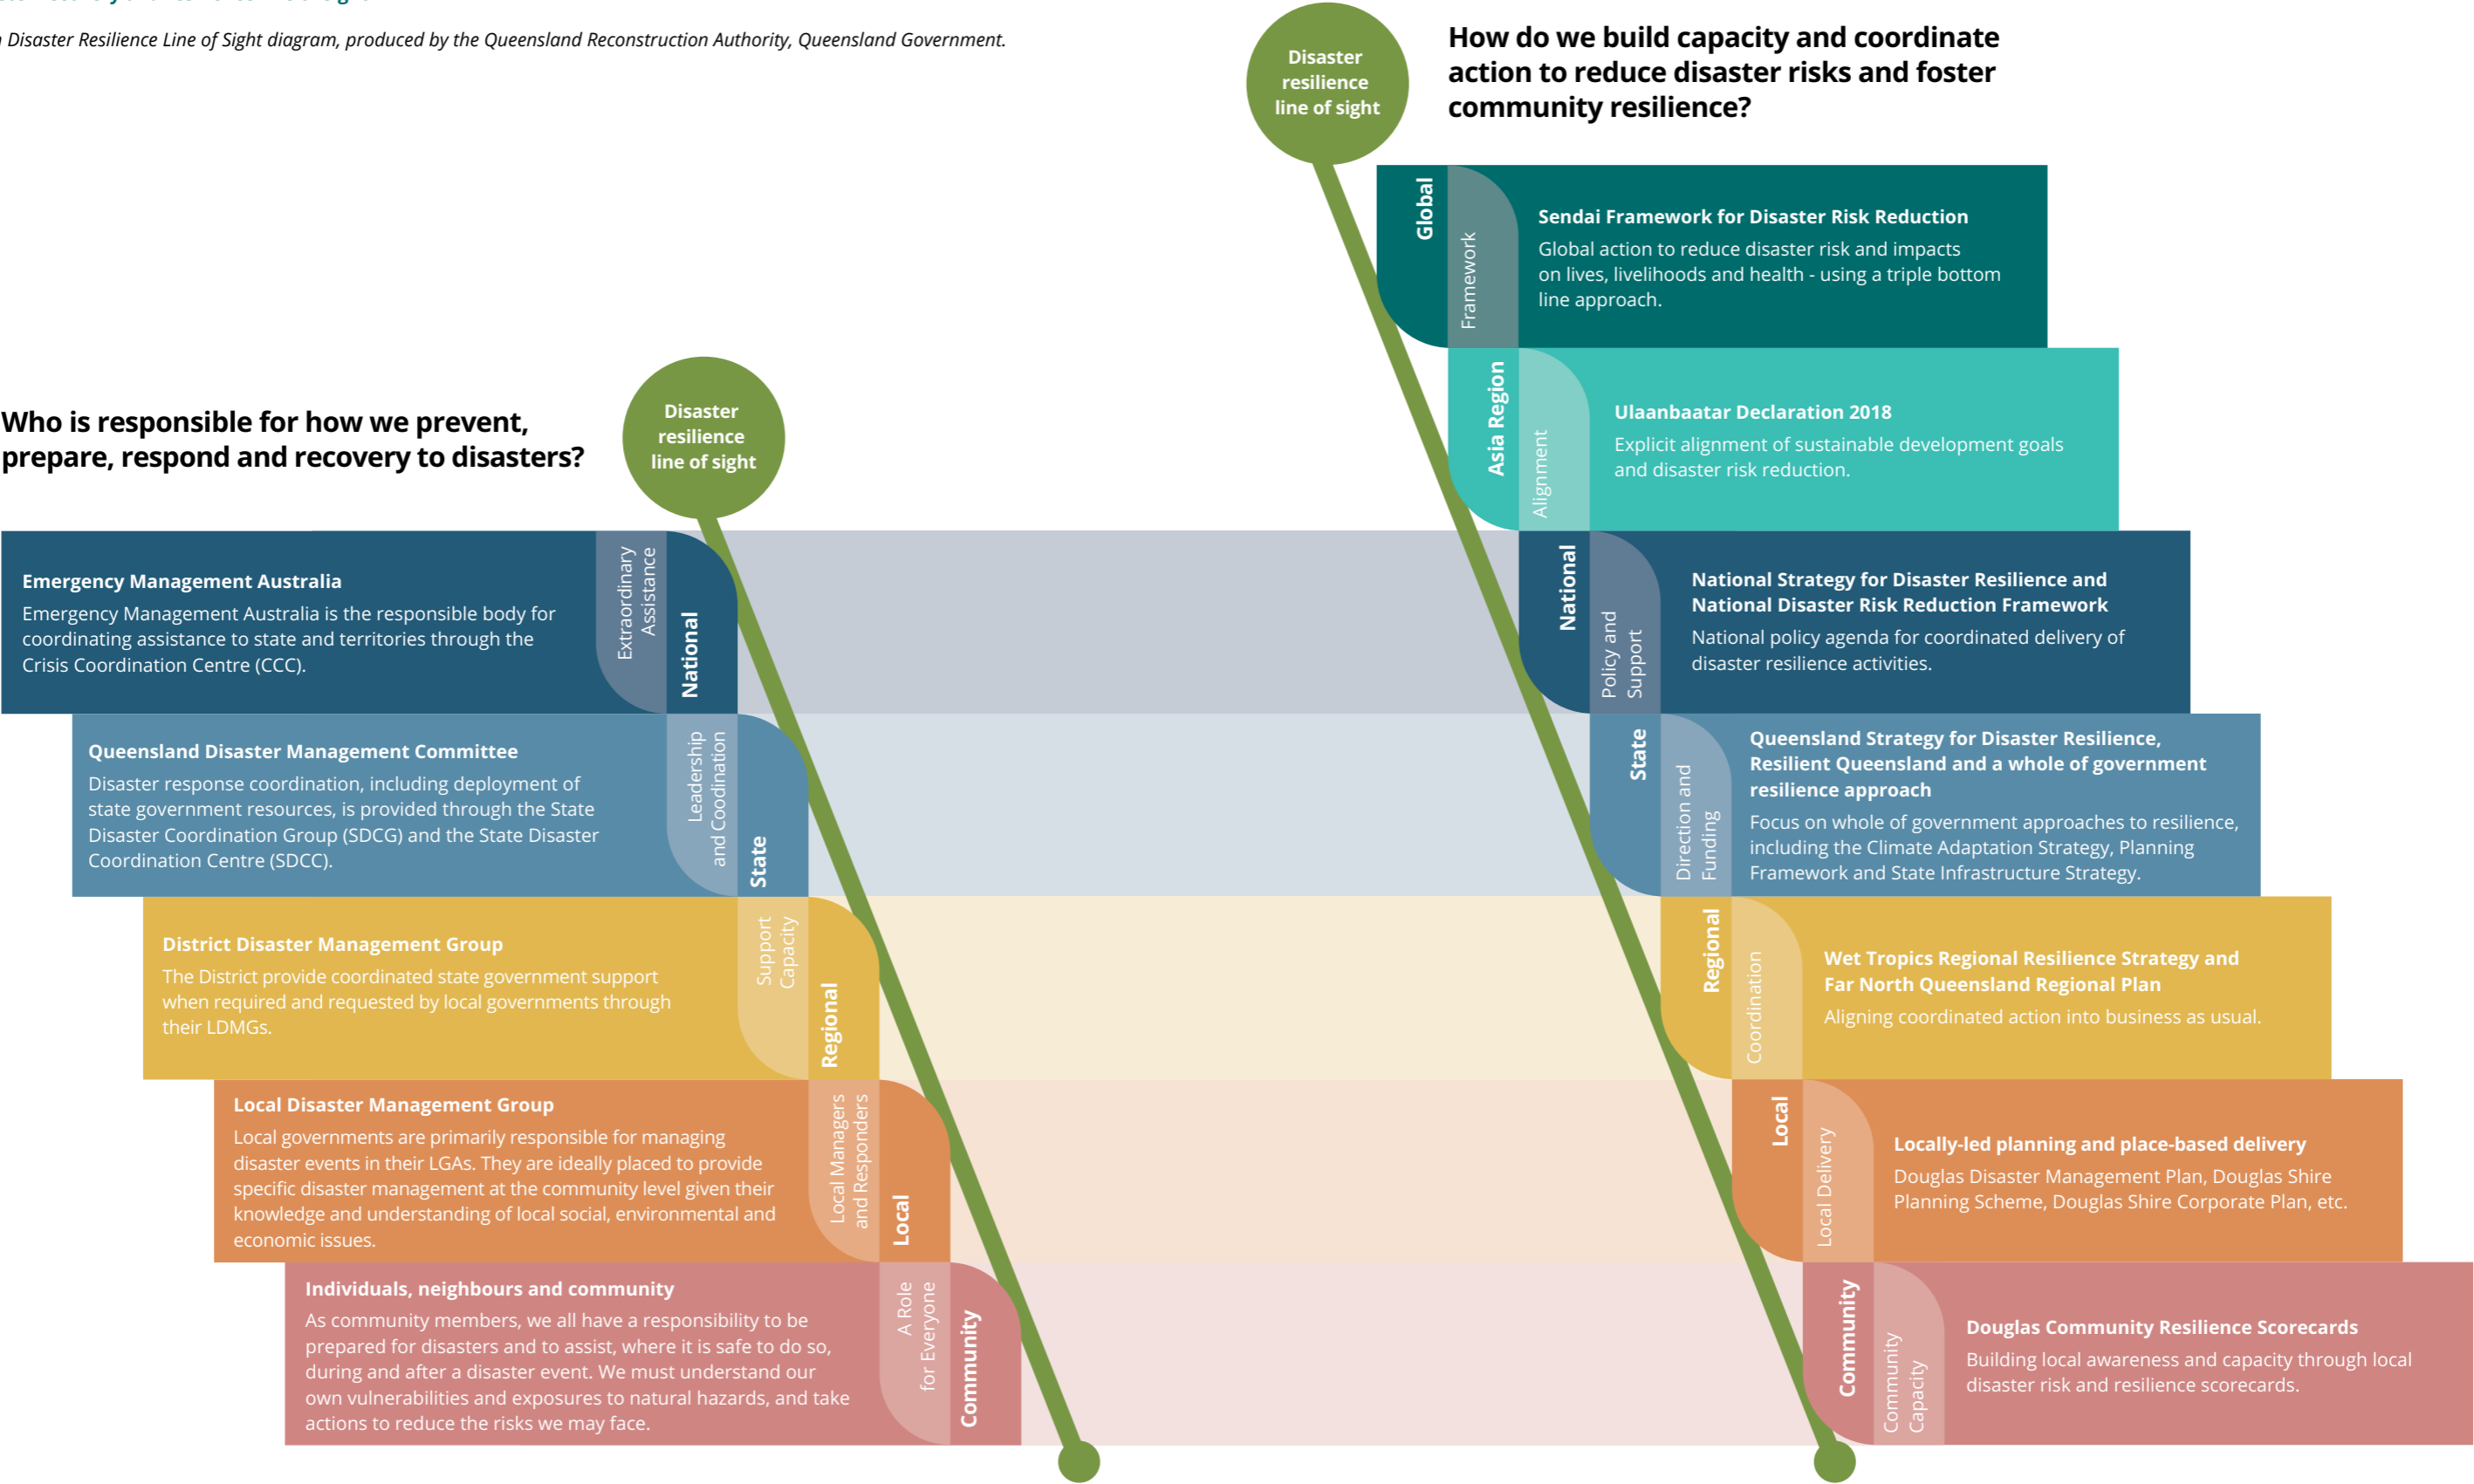 Disaster Resilience Line of Sight diagram, produced by the Queensland Reconstruction Authority, Queensland Government.
Who is responsible for how we prevent,
prepare, respond and recovery to disasters?
Disaster
resilience
line of sight
Emergency Management Australia
Emergency Management Australia is the responsible body for
coordinating assistance to state and territories through the
Crisis Coordination Centre (CCC).
Extraordinary
Assistance
National
Queensland Disaster Management Committee
Disaster response coordination, including deployment of
state government resources, is provided through the State
Disaster Coordination Group (SDCG) and the State Disaster
Coordination Centre (SDCC).
Leadership
and Coodination
State
District Disaster Management Group
The District provide coordinated state government support
when required and requested by local governments through
their LDMGs.
Support
Capacity
Regional
Local Disaster Management Group
Local governments are primarily responsible for managing
disaster events in their LGAs. They are ideally placed to provide
specific disaster management at the community level given their
knowledge and understanding of local social, environmental and
economic issues.
Local Managers
and Responders
Local
Individuals, neighbours and community
As community members, we all have a responsibility to be
prepared for disasters and to assist, where it is safe to do so,
during and after a disaster event. We must understand our
own vulnerabilities and exposures to natural hazards, and take
actions to reduce the risks we may face.
A Role
for Everyone
Community
Disaster
resilience
line of sight
How do we build capacity and coordinate
action to reduce disaster risks and foster
community resilience?
Global
Framework
Sendai Framework for Disaster Risk Reduction
Global action to reduce disaster risk and impacts
on lives, livelihoods and health - using a triple bottom
line approach.
Asia Region
Alignment
Ulaanbaatar Declaration 2018
Explicit alignment of sustainable development goals
and disaster risk reduction.
National
Policy and
Support
National Strategy for Disaster Resilience and
National Disaster Risk Reduction Framework
National policy agenda for coordinated delivery of
disaster resilience activities.
State
Direction and
Funding
Queensland Strategy for Disaster Resilience,
Resilient Queensland and a whole of government
resilience approach
Focus on whole of government approaches to resilience,
including the Climate Adaptation Strategy, Planning
Framework and State Infrastructure Strategy.
Regional
Coordination
Wet Tropics Regional Resilience Strategy and
Far North Queensland Regional Plan
Aligning coordinated action into business as usual.
Local
Local Delivery
Locally-led planning and place-based delivery
Douglas Disaster Management Plan, Douglas Shire
Planning Scheme, Douglas Shire Corporate Plan, etc.
Community
Community
Capacity
Douglas Community Resilience Scorecards
Building local awareness and capacity through local
disaster risk and resilience scorecards.